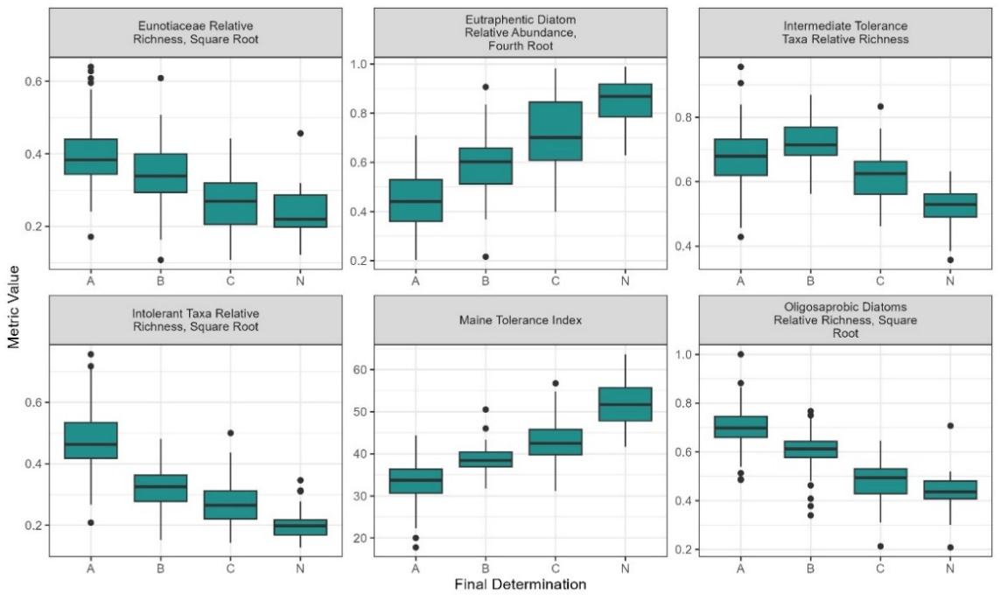 Eunotiaceae Relative
Richness, Square Root
Eutraphentic Diatom
Relative Abundance,
Fourth Root
Intermediate Tolerance
Taxa Relative Richness
0.6
0.4
0.2
A B C N
1.0
0.8
0.6
0.4
0.2
A B C N
0.8
0.6
0.4
A B C N
Metric Value
Intolerant Taxa Relative
Richness, Square Root
Maine Tolerance Index
Oligosaprobic Diatoms
Relative Richness, Square
Root
0.6
0.4
0.2
A B C N
60
50
40
30
20
A B C N
1.0
0.8
0.6
0.4
0.2
A B C N
Final Determination